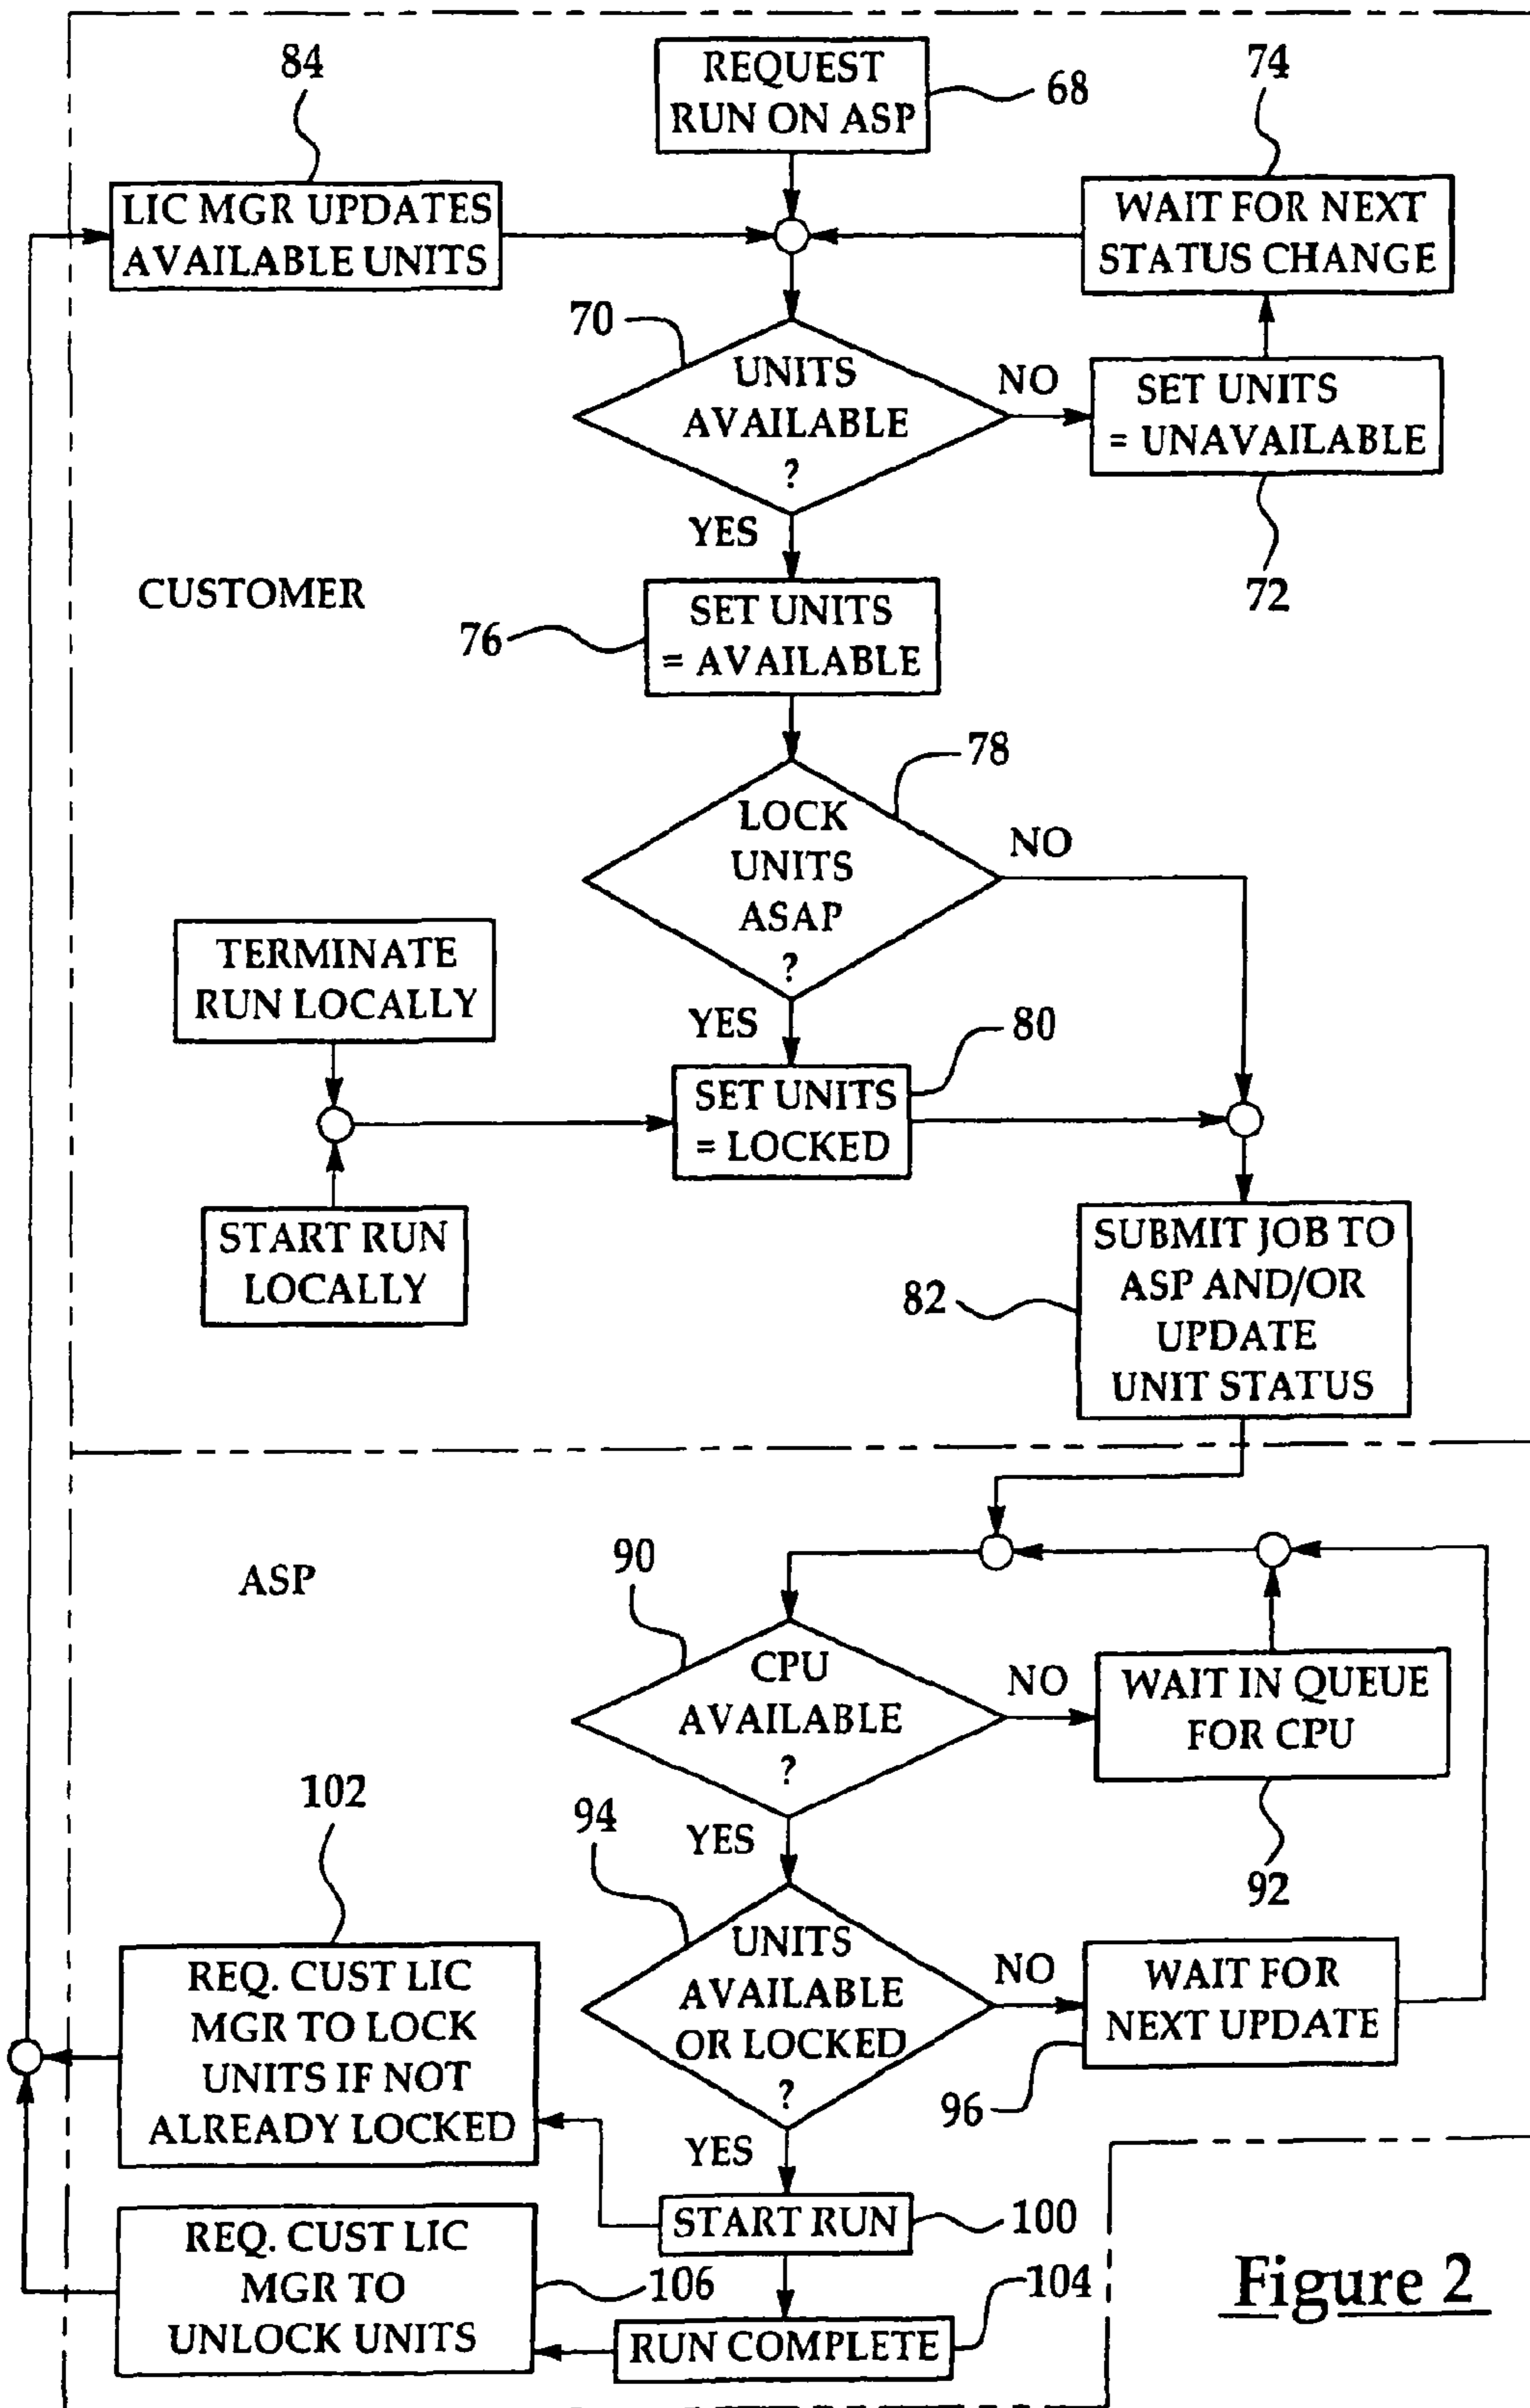 84
REQUEST
RUN ON ASP
68
74
LIC MGR UPDATES
AVAILABLE UNITS
WAIT FOR NEXT
STATUS CHANGE
70
UNITS
AVAILABLE
?
NO
SET UNITS
= UNAVAILABLE
72
YES
CUSTOMER
76
SET UNITS
= AVAILABLE
78
LOCK
UNITS
ASAP
?
NO
TERMINATE
RUN LOCALLY
YES
80
SET UNITS
= LOCKED
START RUN
LOCALLY
82
SUBMIT JOB TO
ASP AND/OR
UPDATE
UNIT STATUS
ASP
90
CPU
AVAILABLE
?
NO
WAIT IN QUEUE
FOR CPU
92
YES
102
94
UNITS
AVAILABLE
OR LOCKED
?
NO
WAIT FOR
NEXT UPDATE
96
REQ. CUST LIC
MGR TO LOCK
UNITS IF NOT
ALREADY LOCKED
YES
START RUN
100
REQ. CUST LIC
MGR TO
UNLOCK UNITS
106
104
RUN COMPLETE
Figure 2